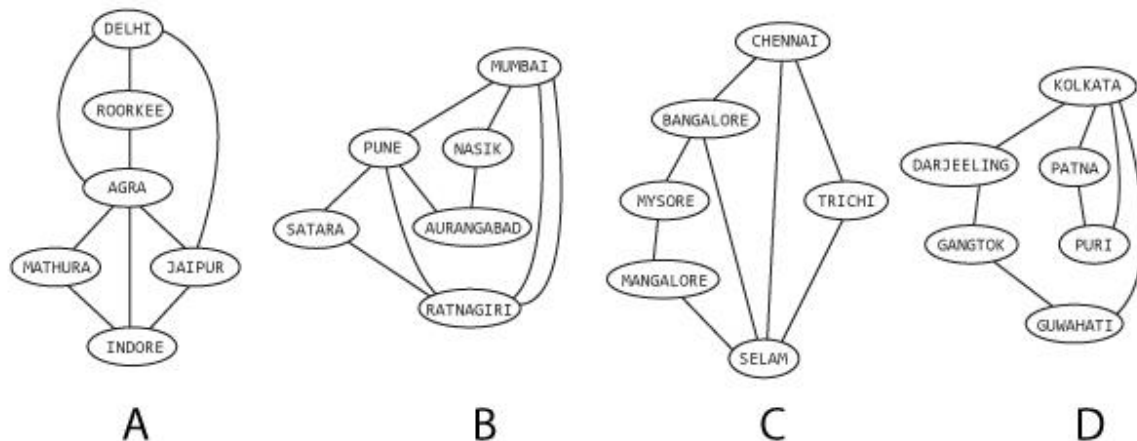 DELHI
ROORKEE
AGRA
MATHURA
JAIPUR
INDORE
A
MUMBAI
PUNE
NASIK
SATARA
AURANGABAD
RATNAGIRI
B
CHENNAI
BANGALORE
MYSORE
TRICHI
MANGALORE
SELAM
C
KOLKATA
DARJEELING
PATNA
GANGTOK
PURI
GUWAHATI
D